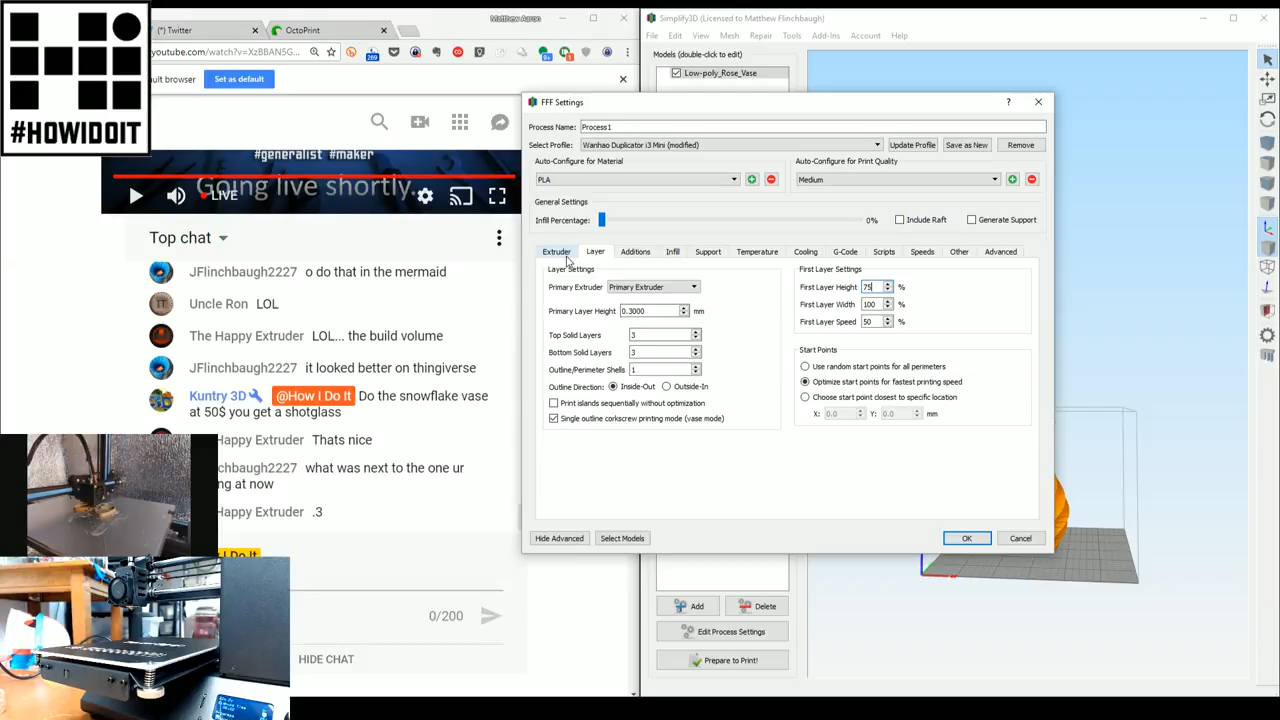 #HOWIDOIT
(*) Twitter
OctoPrint
Matthew Aaron
youtube.com/watch?v=XzBBAN5G...
269
ault browser
Set as default
#generalist #maker
Going live shortly.
LIVE
Top chat
JFlinchbaugh2227 o do that in the mermaid
Uncle Ron LOL
The Happy Extruder LOL... the build volume
JFlinchbaugh2227 it looked better on thingiverse
Kuntry 3D @How I Do It Do the snowflake vase
at 50$ you get a shotglass
Happy Extruder Thats nice
chbaugh2227 what was next to the one ur
ng at now
Happy Extruder .3
I Do It
0/200
HIDE CHAT
Simplify3D (Licensed to Matthew Flinchbaugh)
File Edit View Mesh Repair Tools Add-Ins Account Help
Models (double-click to edit)
Low-poly_Rose_Vase
FFF Settings
Process Name: Process1
Select Profile: Wanhao Duplicator i3 Mini (modified) Update Profile Save as New Remove
Auto-Configure for Material
PLA
Auto-Configure for Print Quality
Medium
General Settings
Infill Percentage: 0% Include Raft Generate Support
Extruder Layer Additions Infill Support Temperature Cooling G-Code Scripts Speeds Other Advanced
Layer Settings
Primary Extruder Primary Extruder
Primary Layer Height 0.3000 mm
Top Solid Layers 3
Bottom Solid Layers 3
Outline/Perimeter Shells 1
Outline Direction: Inside-Out Outside-In
Print islands sequentially without optimization
Single outline corkscrew printing mode (vase mode)
First Layer Settings
First Layer Height 75 %
First Layer Width 100 %
First Layer Speed 50 %
Start Points
Use random start points for all perimeters
Optimize start points for fastest printing speed
Choose start point closest to specific location
X: 0.0 Y: 0.0 mm
Hide Advanced Select Models OK Cancel
Add Delete
Edit Process Settings
Prepare to Print!